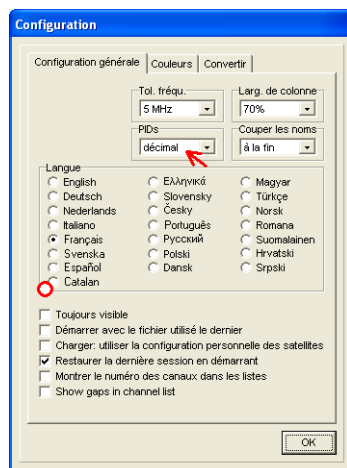 Configuration
Configuration générale Couleurs Convertir
Tol. fréqu. Larg. de colonne
5 MHz 70%
PIDs Couper les noms
décimal à la fin
Langue
English Ελληνικά Magyar
Deutsch Slovensky Türkçe
Nederlands Česky Norsk
Italiano Português Romana
Français Русский Suomalainen
Svenska Polski Hrvatski
Español Dansk Srpski
Catalan
Toujours visible
Démarrer avec le fichier utilisé le dernier
Charger: utiliser la configuration personnelle des satellites
Restaurer la dernière session en démarrant
Montrer le numéro des canaux dans les listes
Show gaps in channel list
OK